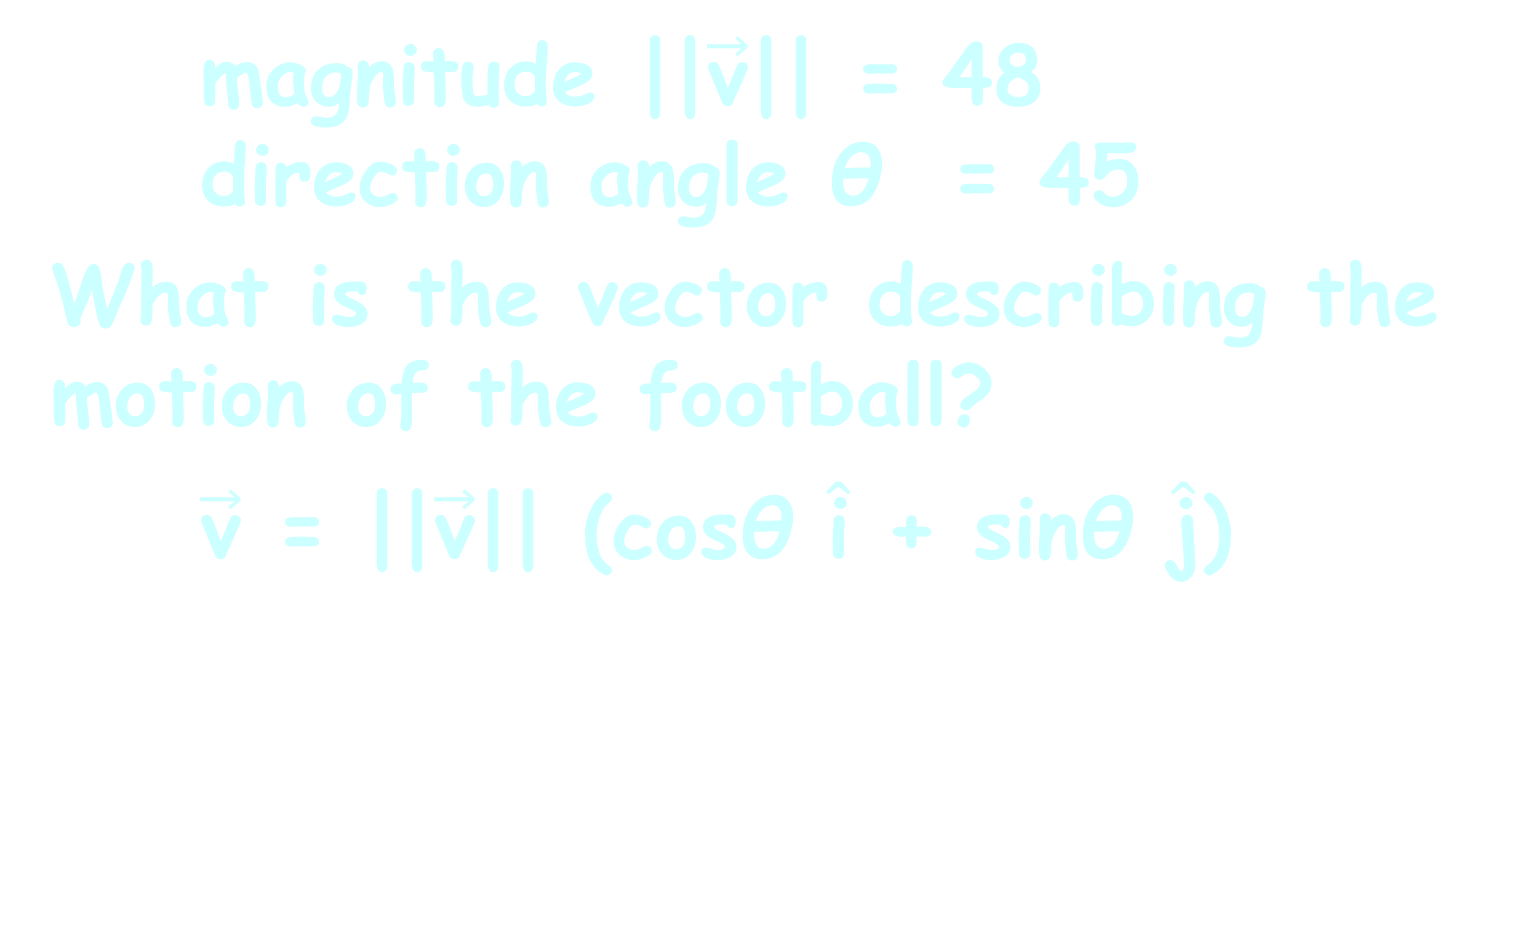 magnitude ||v⃗|| = 48
direction angle θ = 45
What is the vector describing the
motion of the football?
v⃗ = ||v⃗|| (cosθ î + sinθ ĵ)